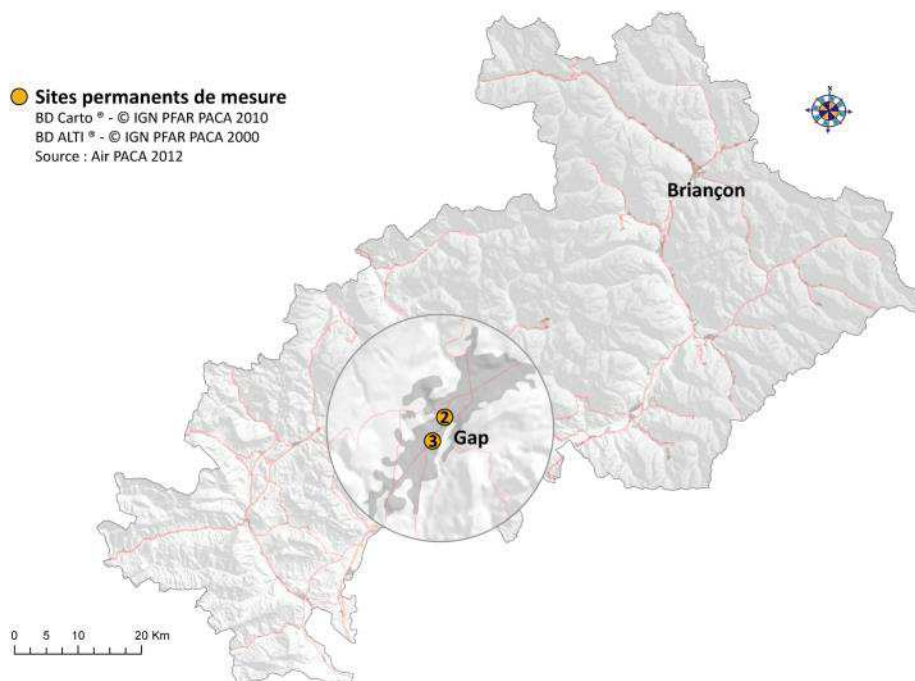 Sites permanents de mesure
BD Carto ® - © IGN PFAR PACA 2010
BD ALTI ® - © IGN PFAR PACA 2000
Source : Air PACA 2012
N
Briançon
2
3
Gap
0 5 10 20 Km